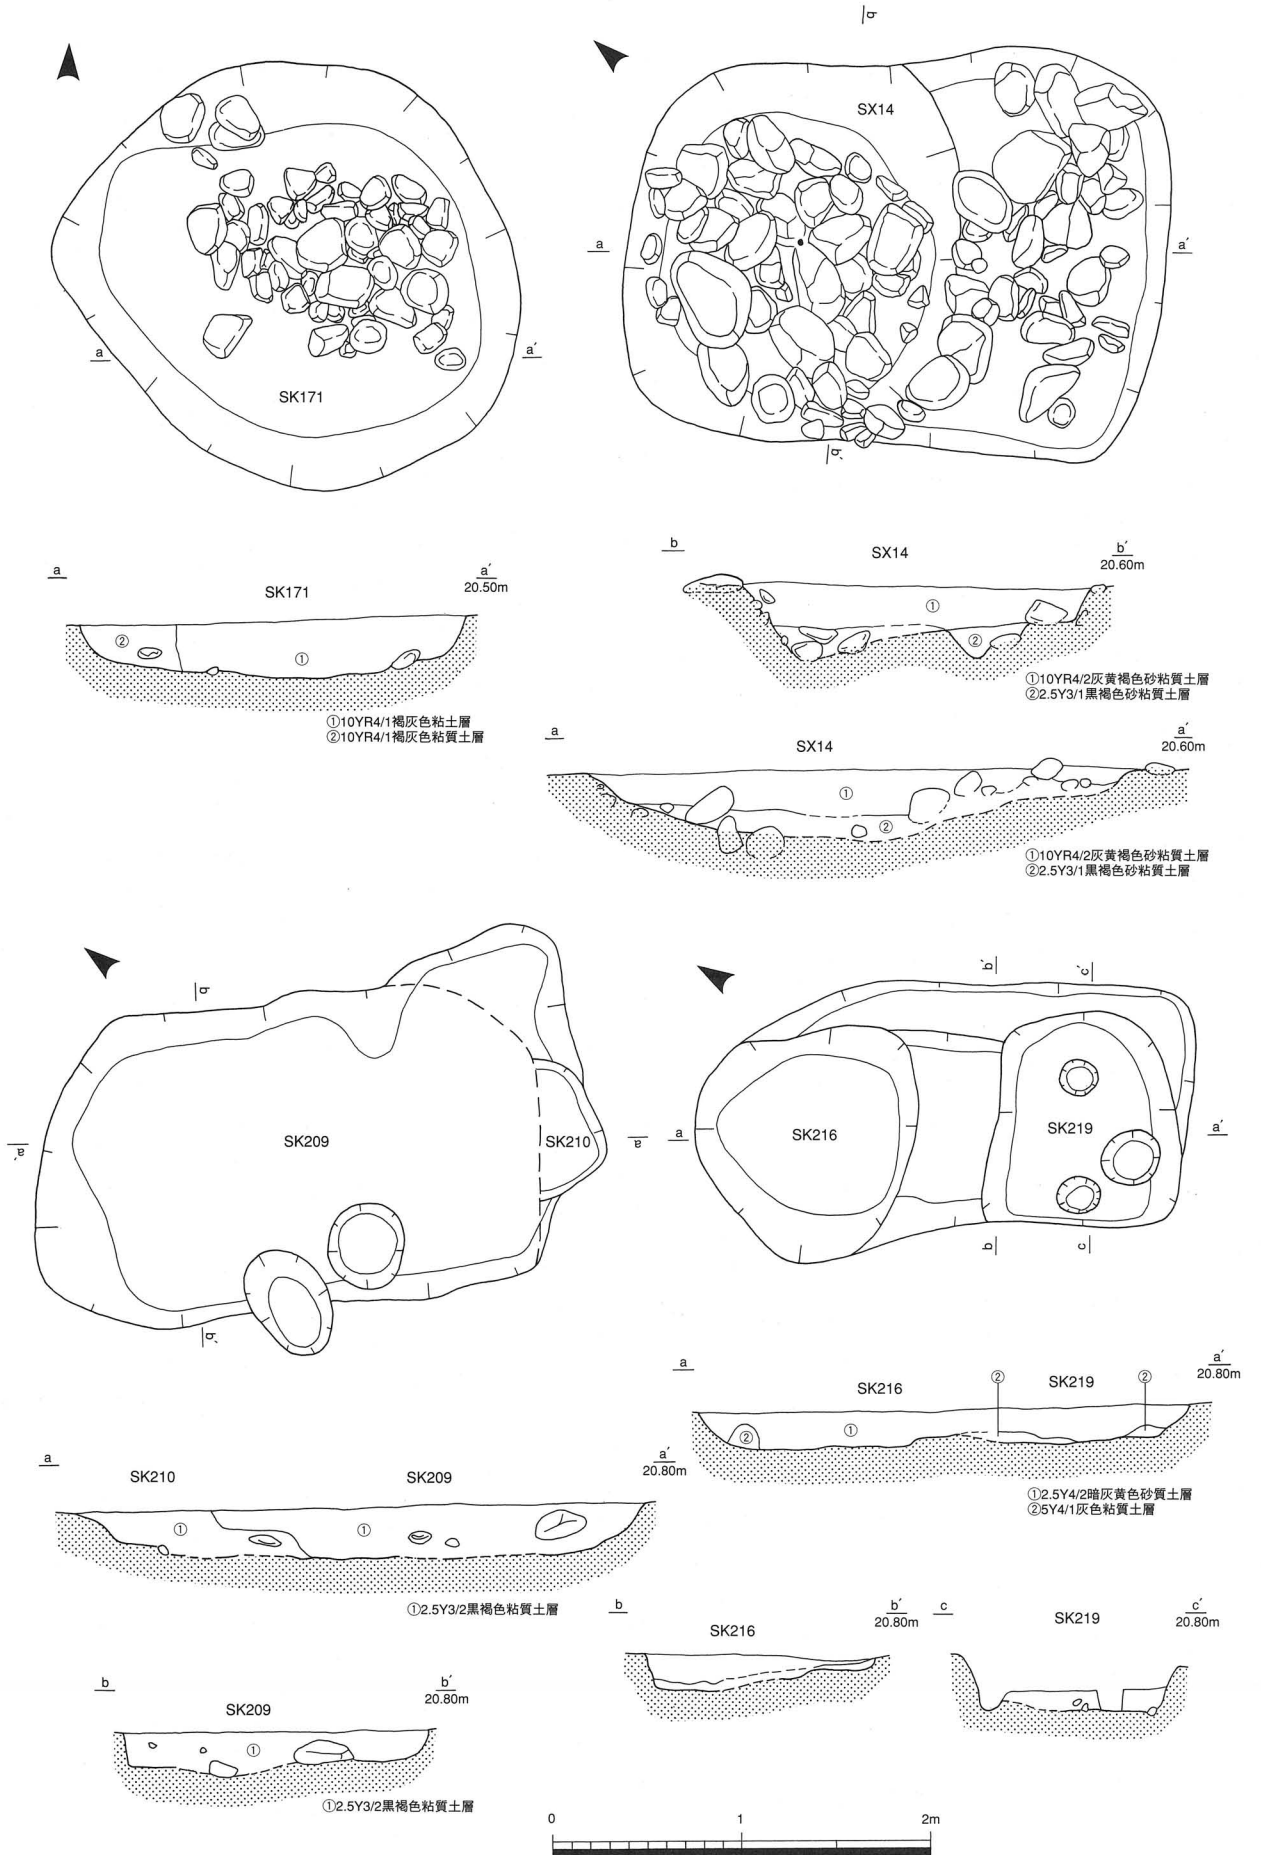 b
SX14
a
a′
a
a′
SK171
b′
b
SX14
b′
20.60m
a
SK171
a′
20.50m
①
②
②
①
①10YR4/2灰黄褐色砂粘質土層
②2.5Y3/1黒褐色砂粘質土層
①10YR4/1褐灰色粘土層
②10YR4/1褐灰色粘質土層
a
SX14
a′
20.60m
①
②
①10YR4/2灰黄褐色砂粘質土層
②2.5Y3/1黒褐色砂粘質土層
b
b′
c′
SK209
SK210
a′
a
a
SK216
SK219
a′
b
c
b′
a
SK216
②
SK219
②
a′
20.80m
②
①
①2.5Y4/2暗灰黄色砂質土層
②5Y4/1灰色粘質土層
a
SK210
SK209
a′
20.80m
①
①
①2.5Y3/2黒褐色粘質土層
b
SK216
b′
20.80m
c
SK219
c′
20.80m
b
SK209
b′
20.80m
①
①2.5Y3/2黒褐色粘質土層
0
1
2m